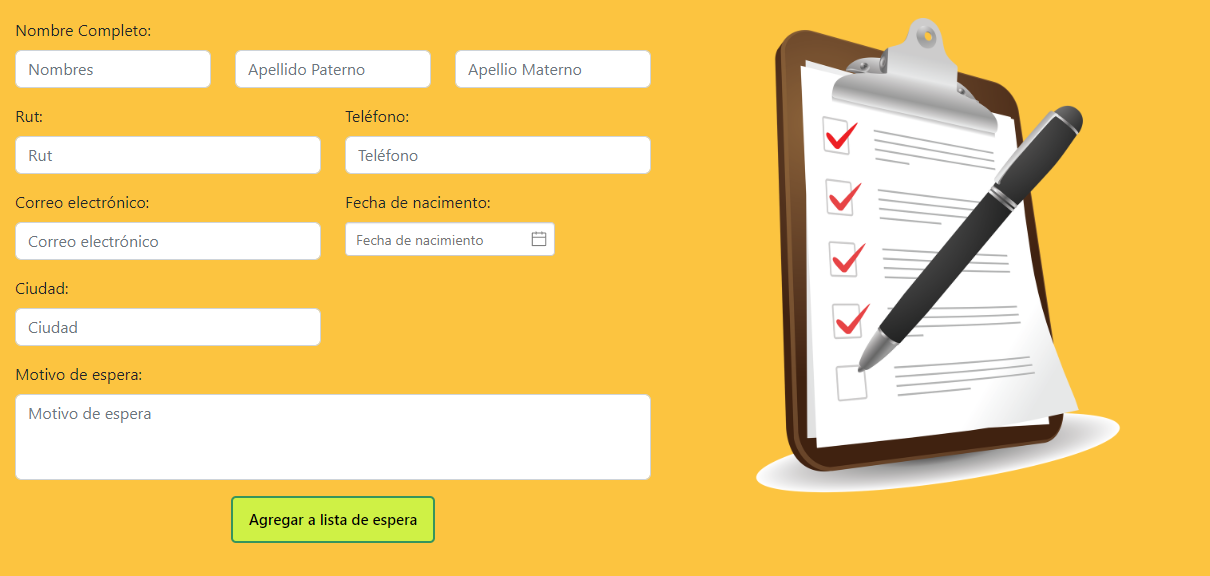 Nombre Completo:
Nombres Apellido Paterno Apellio Materno
Rut: Teléfono:
Rut Teléfono
Correo electrónico: Fecha de nacimiento:
Correo electrónico Fecha de nacimiento
Ciudad:
Ciudad
Motivo de espera:
Motivo de espera
Agregar a lista de espera